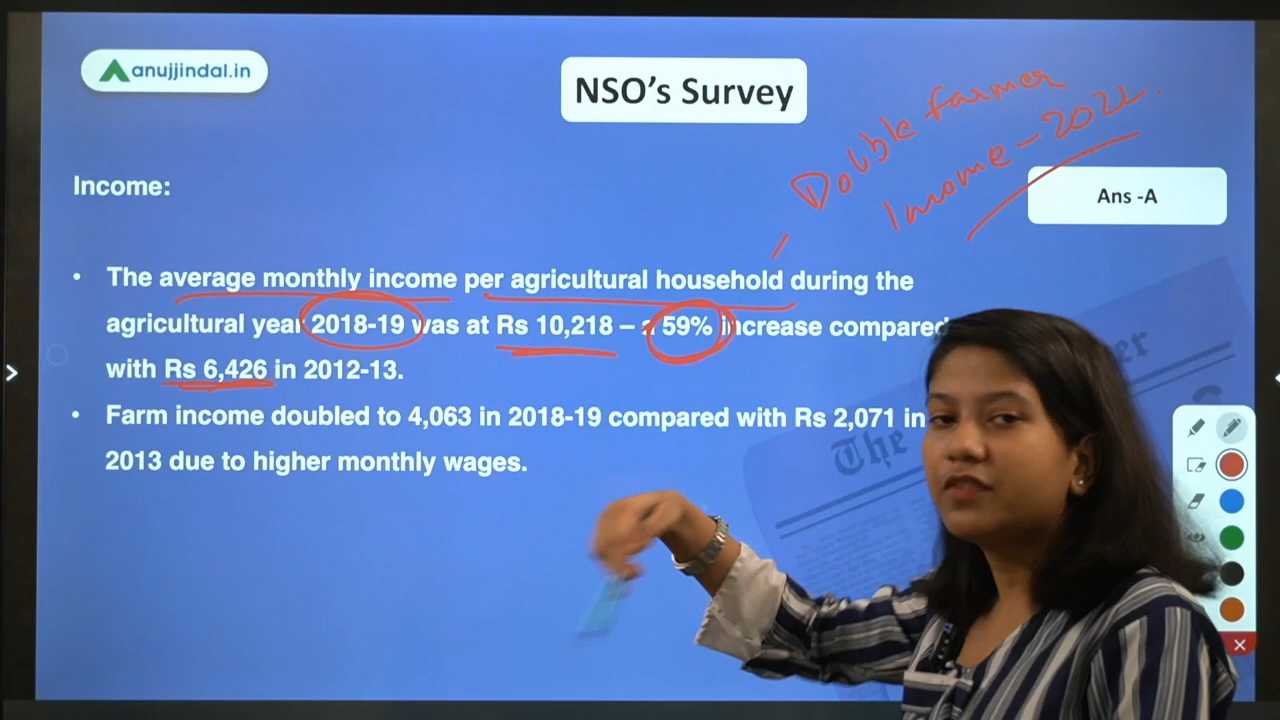 anujjindal.in
NSO's Survey
Double farmer
Income - 2022.
Income:
Ans -A
• The average monthly income per agricultural household during the
agricultural year 2018-19 was at Rs 10,218 – a 59% increase compared
with Rs 6,426 in 2012-13.
• Farm income doubled to 4,063 in 2018-19 compared with Rs 2,071 in
2013 due to higher monthly wages.
The